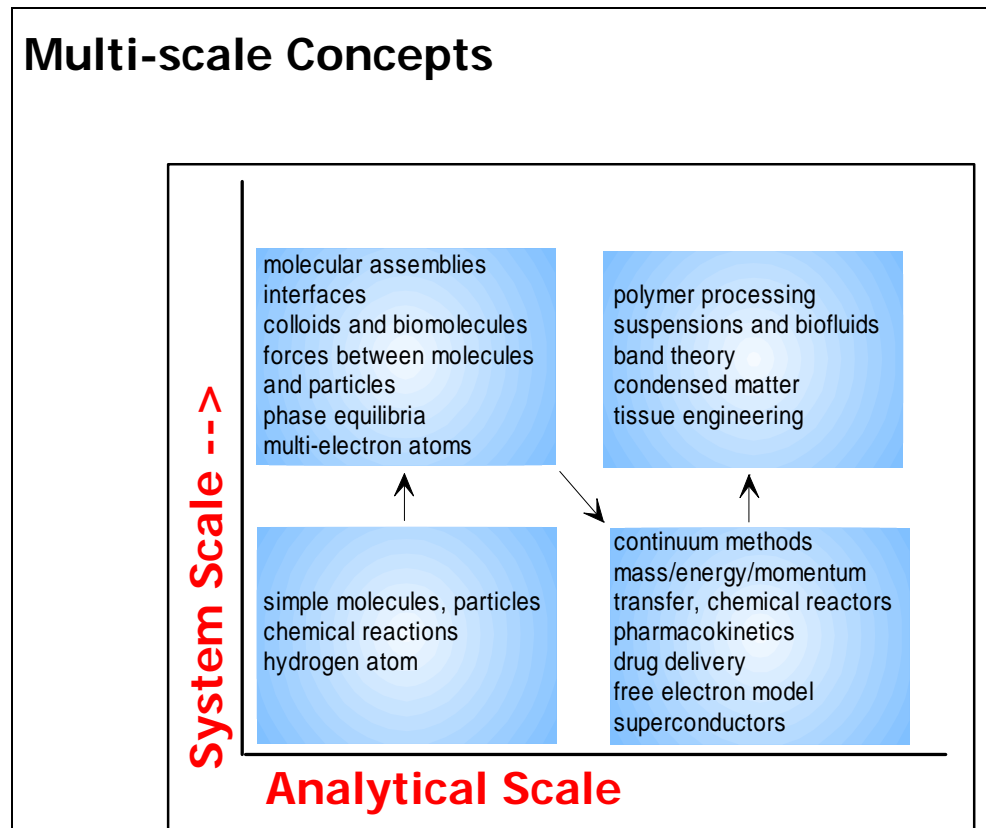 Multi-scale Concepts
molecular assemblies
interfaces
colloids and biomolecules
forces between molecules
and particles
phase equilibria
multi-electron atoms
polymer processing
suspensions and biofluids
band theory
condensed matter
tissue engineering
simple molecules, particles
chemical reactions
hydrogen atom
continuum methods
mass/energy/momentum
transfer, chemical reactors
pharmacokinetics
drug delivery
free electron model
superconductors
System Scale -->
Analytical Scale